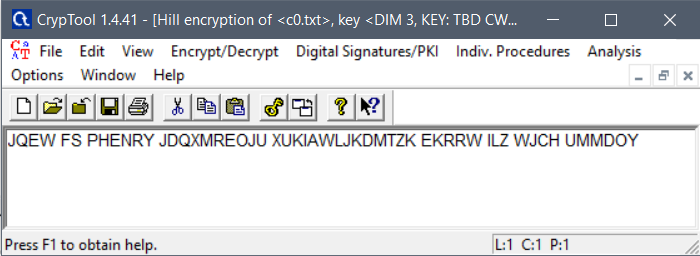 CrypTool 1.4.41 - [Hill encryption of <c0.txt>, key <DIM 3, KEY: TBD CW...
File Edit View Encrypt/Decrypt Digital Signatures/PKI Indiv. Procedures Analysis
Options Window Help
JQEW FS PHENRY JDQXMREOJU XUKIAWLJKDMTZK EKRRW ILZ WJCH UMMDOY
Press F1 to obtain help. L:1 C:1 P:1